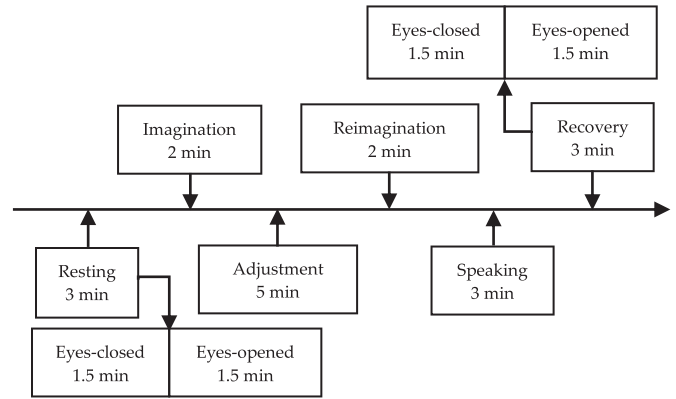 Eyes-closed
1.5 min
Eyes-opened
1.5 min
Imagination
2 min
Reimagination
2 min
Recovery
3 min
Resting
3 min
Adjustment
5 min
Speaking
3 min
Eyes-closed
1.5 min
Eyes-opened
1.5 min